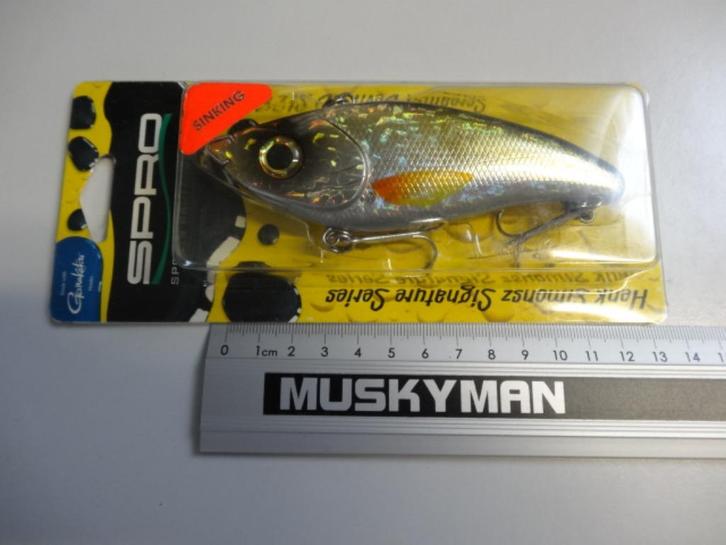 SINKING
SPRO
Gamakatsu
Henk Simonsz Signature Series
0 1cm 2 3 4 5 6 7 8 9 10 11 12 13 14
MUSKYMAN